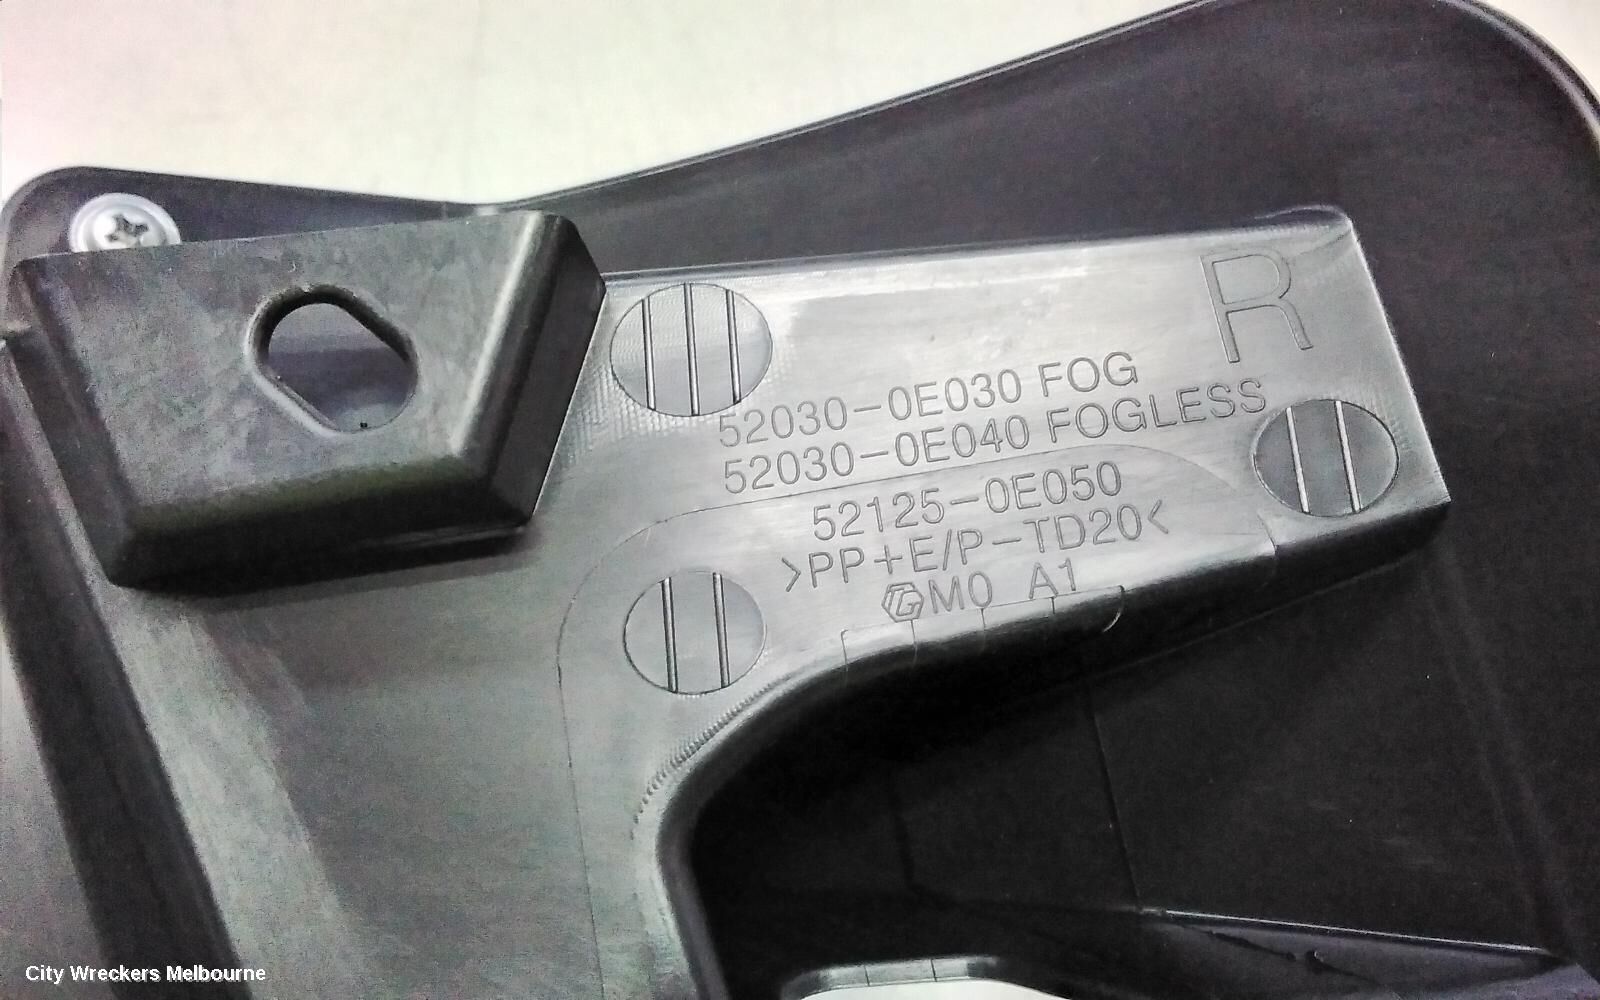 R
52030-0E030 FOG
52030-0E040 FOGLESS
52125-0E050
>PP+E/P-TD20<
M0 A1
City Wreckers Melbourne